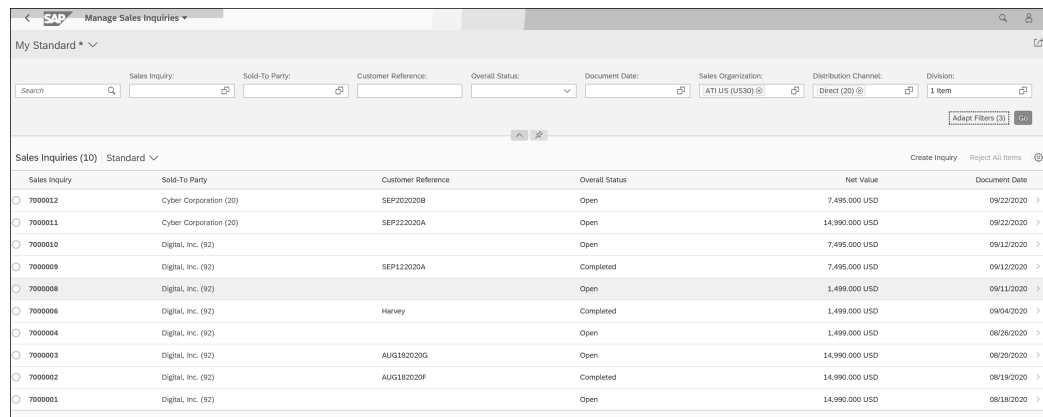 SAP Manage Sales Inquiries
My Standard *
Sales Inquiry: Sold-To Party: Customer Reference: Overall Status: Document Date: Sales Organization: Distribution Channel: Division:
Search ATI US (US30) Direct (20) 1 Item
Adapt Filters (3) Go
Sales Inquiries (10) Standard Create Inquiry Reject All Items
Sales Inquiry Sold-To Party Customer Reference Overall Status Net Value Document Date
7000012 Cyber Corporation (20) SEP202020B Open 7,495.000 USD 09/22/2020
7000011 Cyber Corporation (20) SEP222020A Open 14,990.000 USD 09/22/2020
7000010 Digital, Inc. (92) Open 7,495.000 USD 09/12/2020
7000009 Digital, Inc. (92) SEP122020A Completed 7,495.000 USD 09/12/2020
7000008 Digital, Inc. (92) Open 1,499.000 USD 09/11/2020
7000006 Digital, Inc. (92) Harvey Completed 1,499.000 USD 09/04/2020
7000004 Digital, Inc. (92) Open 1,499.000 USD 08/26/2020
7000003 Digital, Inc. (92) AUG182020G Open 14,990.000 USD 08/20/2020
7000002 Digital, Inc. (92) AUG182020F Completed 14,990.000 USD 08/19/2020
7000001 Digital, Inc. (92) Open 14,990.000 USD 08/18/2020